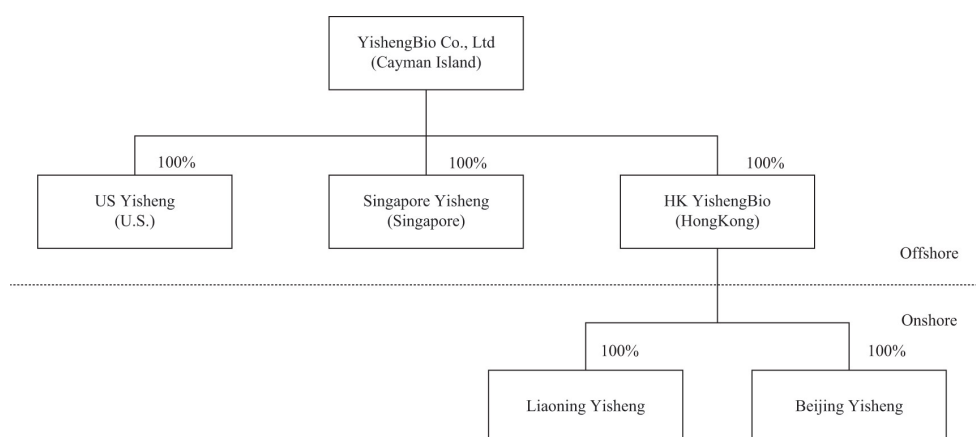 YishengBio Co., Ltd
(Cayman Island)
100%
100%
100%
US Yisheng
(U.S.)
Singapore Yisheng
(Singapore)
HK YishengBio
(HongKong)
Offshore
Onshore
100%
100%
Liaoning Yisheng
Beijing Yisheng